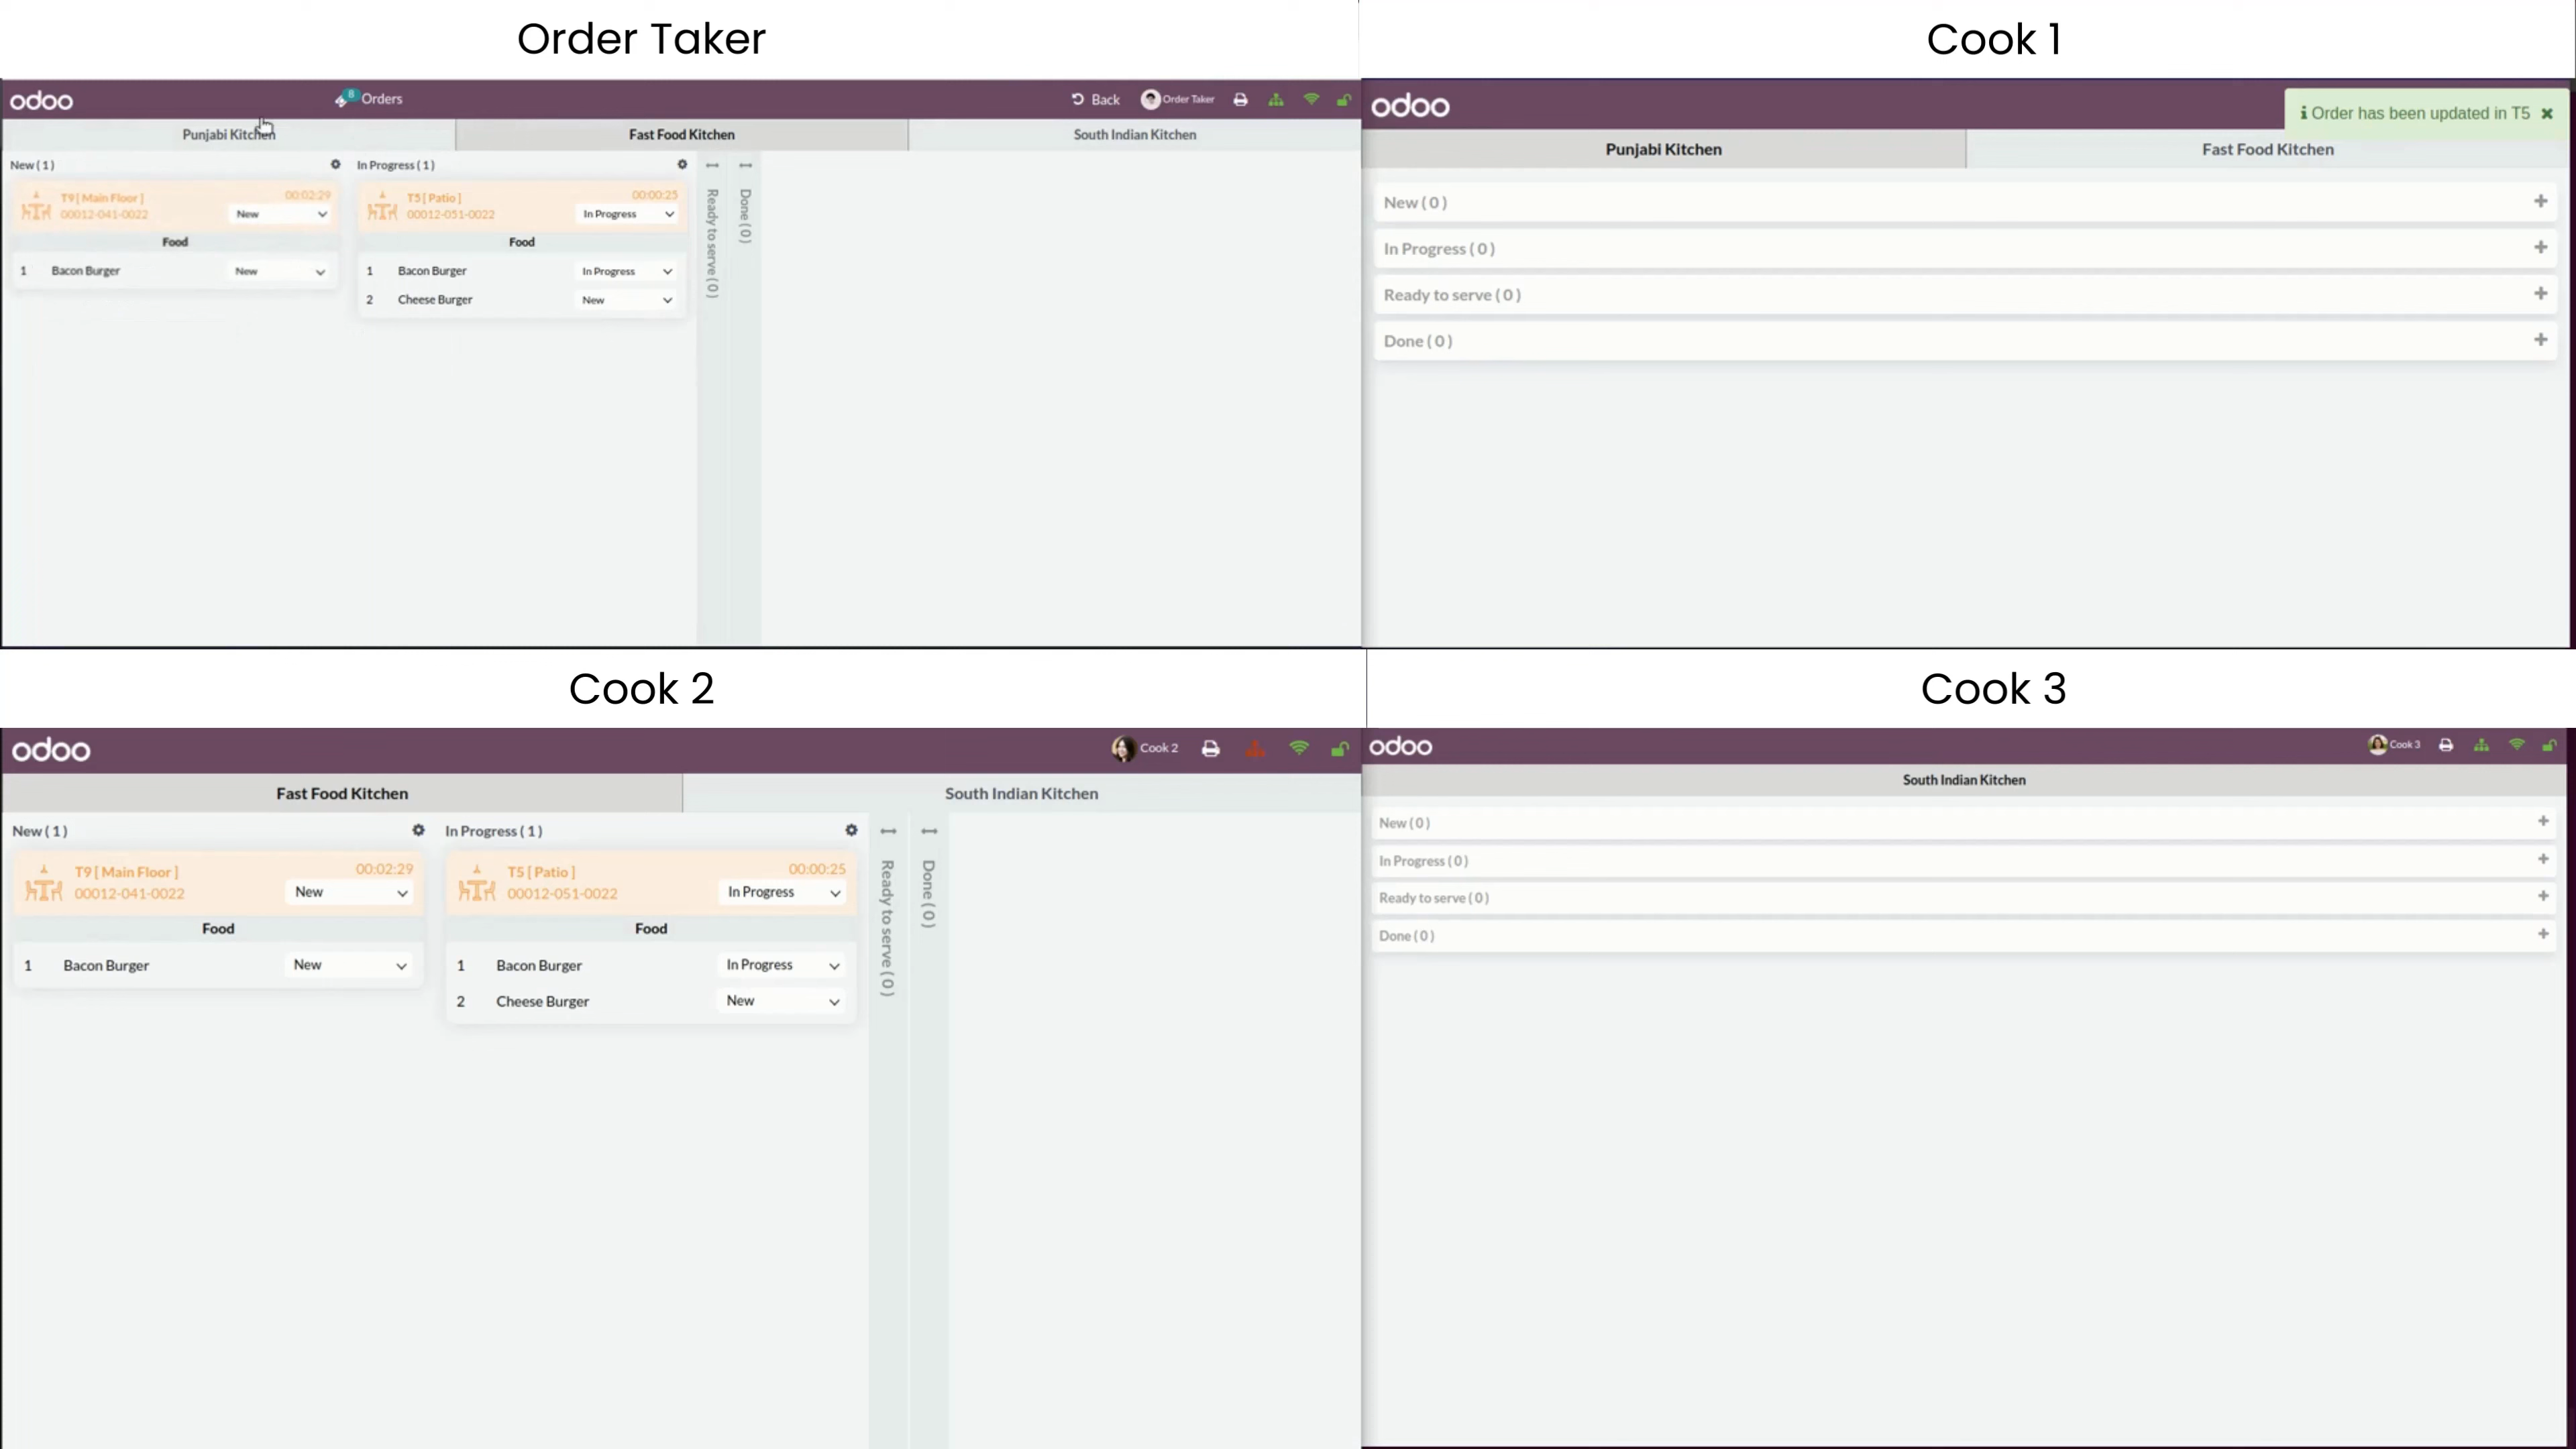 Order Taker
odoo
8 Orders
Back
Order Taker
Punjabi Kitchen
Fast Food Kitchen
South Indian Kitchen
New ( 1 )
In Progress ( 1 )
T9 [ Main Floor ]
00:02:29
00012-041-0022
New
Food
1 Bacon Burger New
T5 [ Patio ]
00:00:25
00012-051-0022
In Progress
Food
1 Bacon Burger In Progress
2 Cheese Burger New
Ready to serve ( 0 )
Done ( 0 )
Cook 1
odoo
Order has been updated in T5
Punjabi Kitchen
Fast Food Kitchen
New ( 0 )
In Progress ( 0 )
Ready to serve ( 0 )
Done ( 0 )
Cook 2
odoo
Cook 2
Fast Food Kitchen
South Indian Kitchen
New ( 1 )
In Progress ( 1 )
T9 [ Main Floor ]
00:02:29
00012-041-0022
New
Food
1 Bacon Burger New
T5 [ Patio ]
00:00:25
00012-051-0022
In Progress
Food
1 Bacon Burger In Progress
2 Cheese Burger New
Ready to serve ( 0 )
Done ( 0 )
Cook 3
odoo
Cook 3
South Indian Kitchen
New ( 0 )
In Progress ( 0 )
Ready to serve ( 0 )
Done ( 0 )